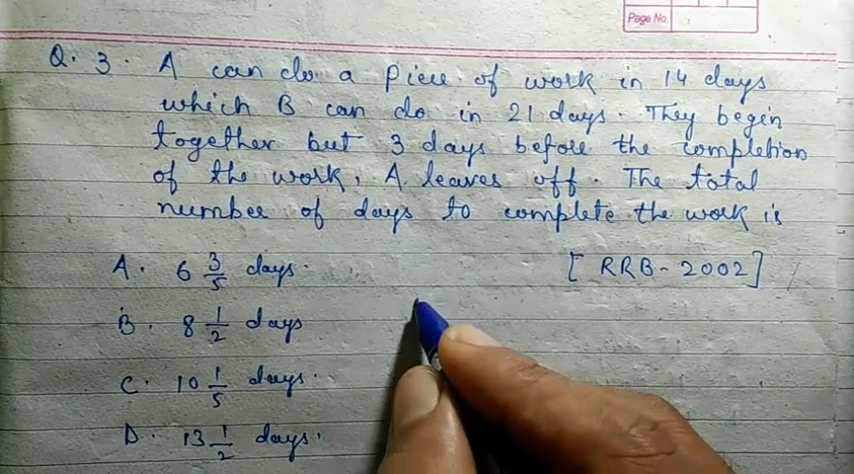 Page No.
Q. 3. A can do a piece of work in 14 days
which B can do in 21 days. They begin
together but 3 days before the completion
of the work, A leaves off. The total
number of days to complete the work is
[RRB-2002]
A. 6 3/5 days.
B. 8 1/2 days
C. 10 1/5 days.
D. 13 1/2 days.